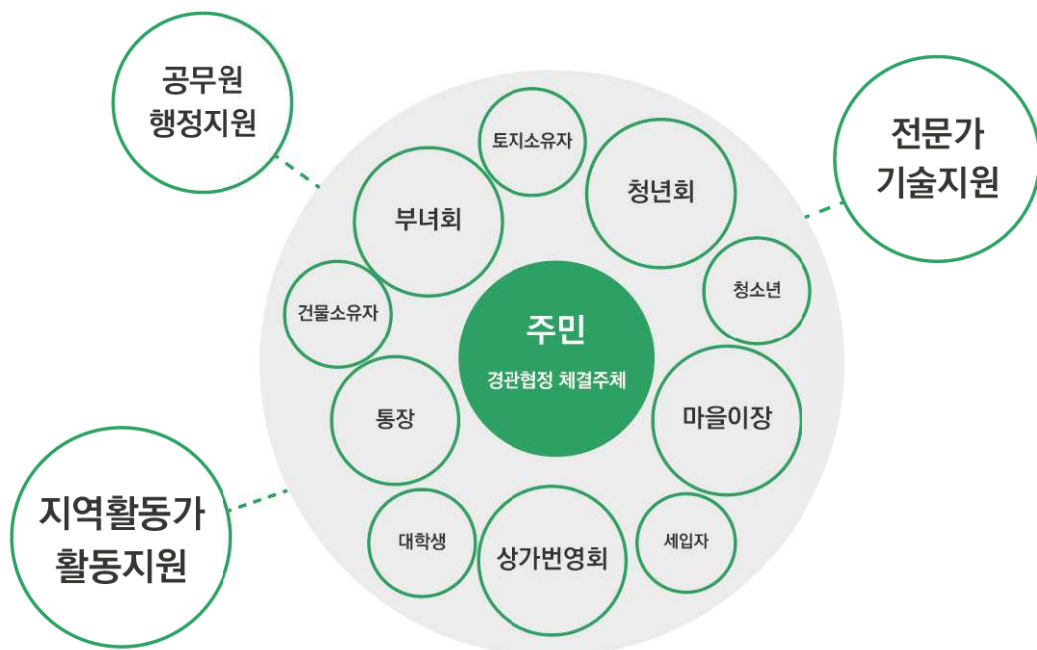 공무원
행정지원
토지소유자
청년회
전문가
기술지원
부녀회
청소년
건물소유자
주민
경관협정 체결주체
통장
마을이장
지역활동가
활동지원
대학생
상가번영회
세입자